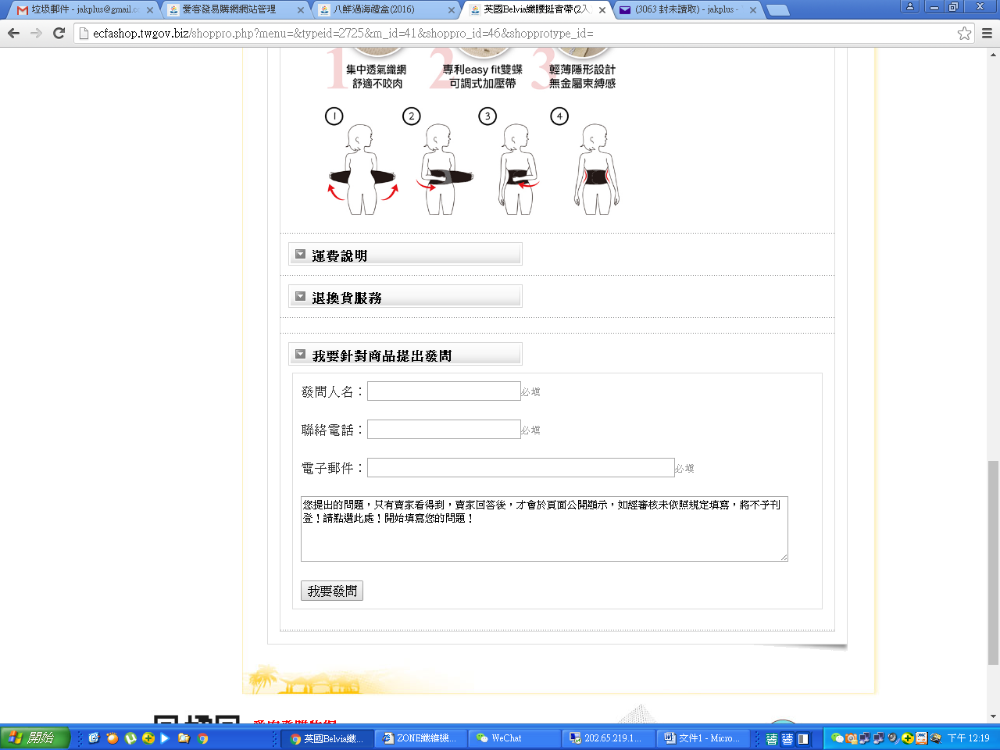 垃圾郵件 - jakplus@gmail.co
愛客發易購網網站管理
八鮮過海禮盒(2016)
英國Belvia纖腰挺背帶(2入
(3063 封未讀取) - jakplus -
ecfashop.twgov.biz/shoppro.php?menu=&typeid=2725&m_id=41&shoppro_id=46&shopprotype_id=
1 集中透氣織網
舒適不咬肉
2 專利easy fit雙蝶
可調式加壓帶
3 輕薄隱形設計
無金屬束縛感
1 2 3 4
運費說明
退換貨服務
我要針對商品提出發問
發問人名：必填
聯絡電話：必填
電子郵件：必填
您提出的問題，只有賣家看得到，賣家回答後，才會於頁面公開顯示，如經審核未依照規定填寫，將不予刊
登！請點選此處！開始填寫您的問題！
我要發問
開始
英國Belvia纖...
ZONE纖維機...
WeChat
202.65.219.1...
文件1 - Micro...
下午 12:19